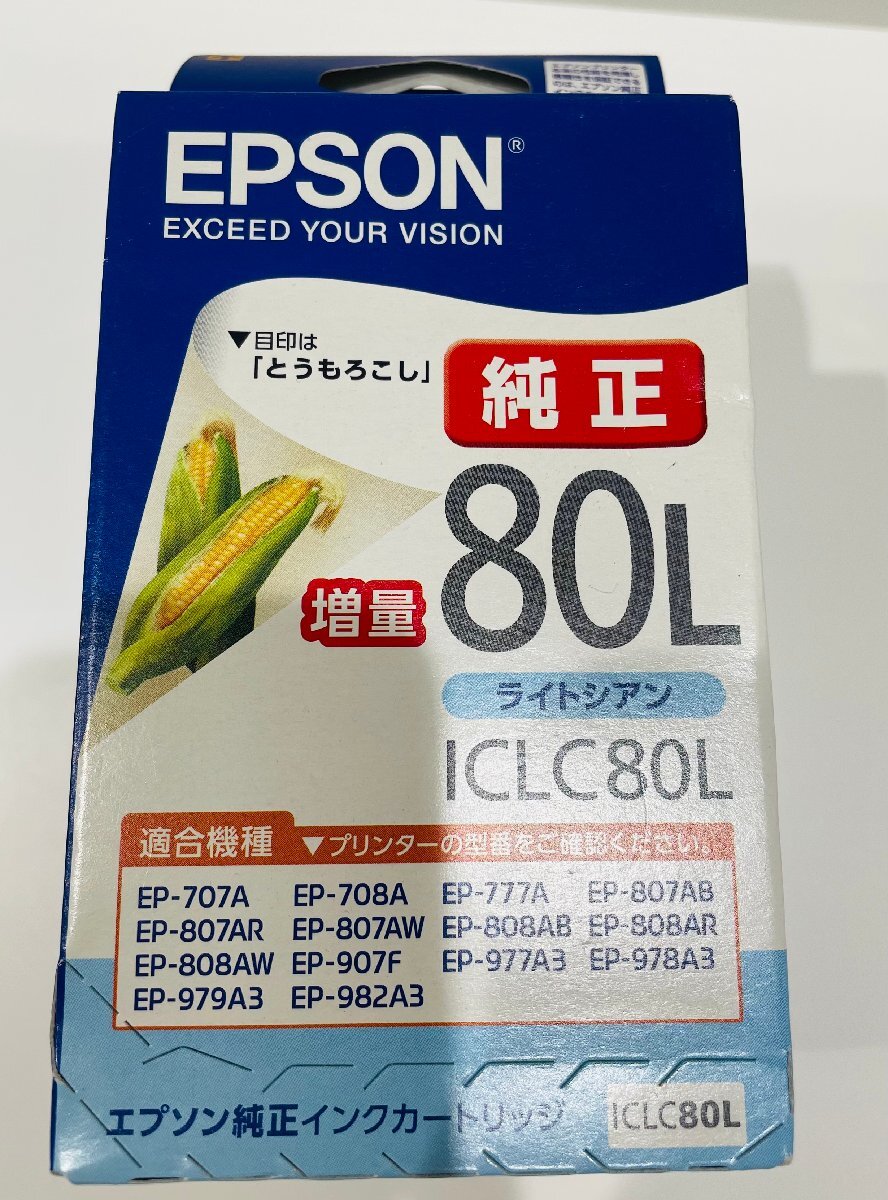 EPSON®
EXCEED YOUR VISION
▼目印は
「とうもろこし」
純正
増量
80L
ライトシアン
ICLC80L
適合機種 ▼プリンターの型番をご確認ください。
EP-707A EP-708A EP-777A EP-807AB
EP-807AR EP-807AW EP-808AB EP-808AR
EP-808AW EP-907F EP-977A3 EP-978A3
EP-979A3 EP-982A3
エプソン純正インクカートリッジ ICLC80L